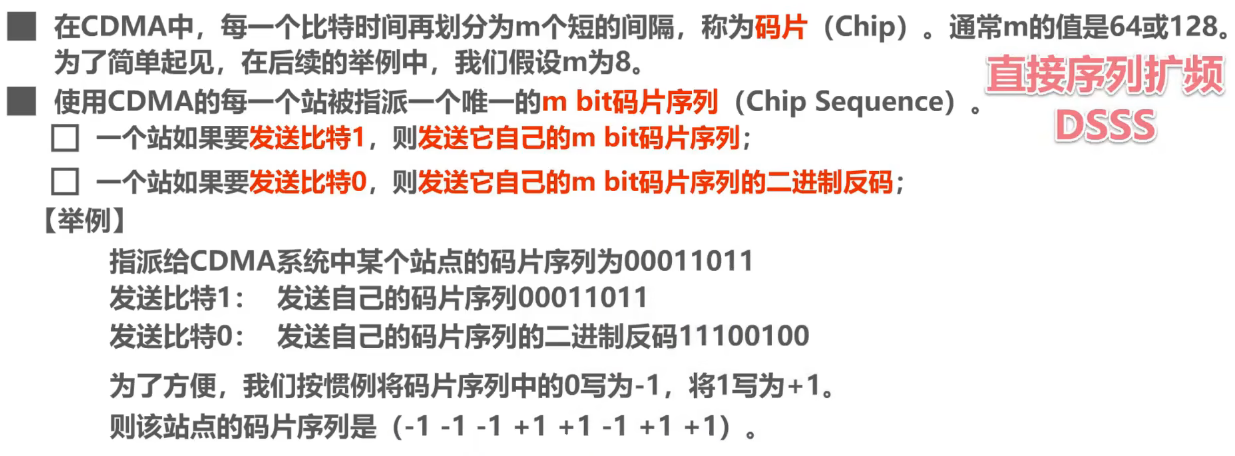 在CDMA中，每一个比特时间再划分为m个短的间隔，称为码片（Chip）。通常m的值是64或128。
为了简单起见，在后续的举例中，我们假设m为8。
直接序列扩频
DSSS
使用CDMA的每一个站被指派一个唯一的m bit码片序列（Chip Sequence）。
一个站如果要发送比特1，则发送它自己的m bit码片序列；
一个站如果要发送比特0，则发送它自己的m bit码片序列的二进制反码；
【举例】
指派给CDMA系统中某个站点的码片序列为00011011
发送比特1： 发送自己的码片序列00011011
发送比特0： 发送自己的码片序列的二进制反码11100100
为了方便，我们按惯例将码片序列中的0写为-1，将1写为+1。
则该站点的码片序列是（-1 -1 -1 +1 +1 -1 +1 +1）。